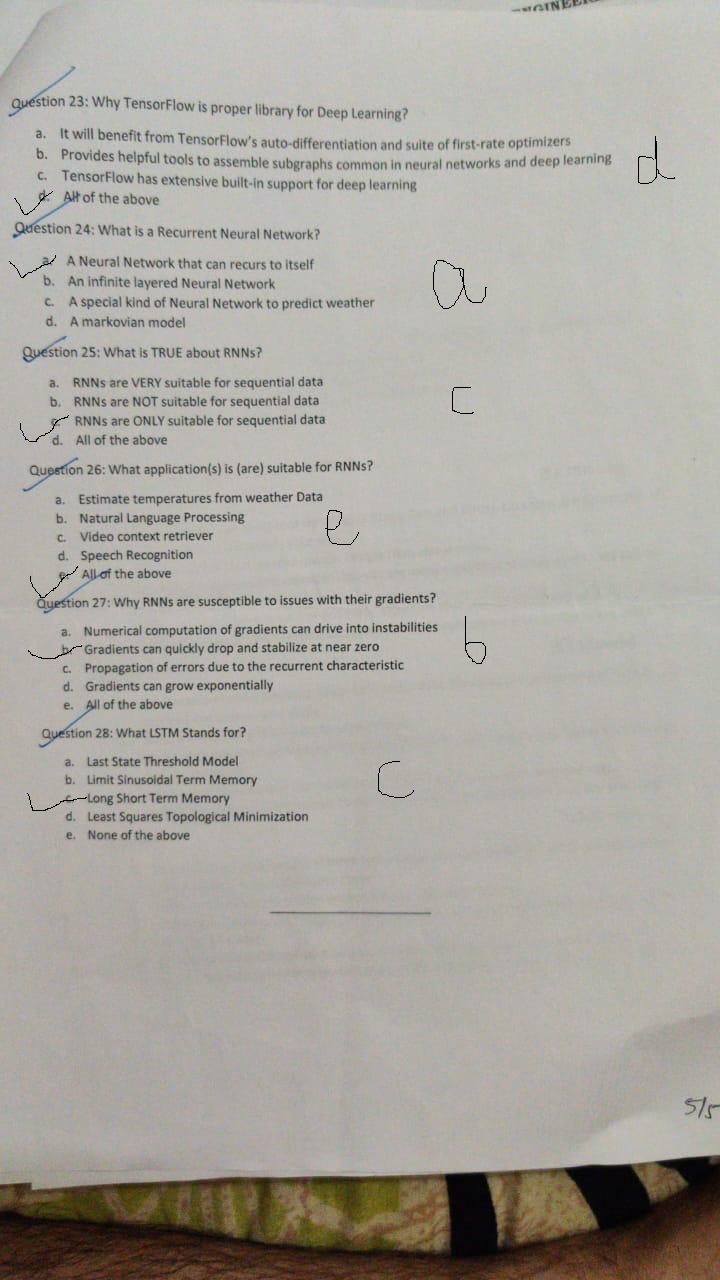 Question 23: Why TensorFlow is proper library for Deep Learning?
a. It will benefit from TensorFlow's auto-differentiation and suite of first-rate optimizers
b. Provides helpful tools to assemble subgraphs common in neural networks and deep learning
c. TensorFlow has extensive built-in support for deep learning
d. All of the above
d
Question 24: What is a Recurrent Neural Network?
a. A Neural Network that can recurs to itself
b. An infinite layered Neural Network
c. A special kind of Neural Network to predict weather
d. A markovian model
a
Question 25: What is TRUE about RNNs?
a. RNNs are VERY suitable for sequential data
b. RNNs are NOT suitable for sequential data
c. RNNs are ONLY suitable for sequential data
d. All of the above
c
Question 26: What application(s) is (are) suitable for RNNs?
a. Estimate temperatures from weather Data
b. Natural Language Processing
c. Video context retriever
d. Speech Recognition
e. All of the above
e
Question 27: Why RNNs are susceptible to issues with their gradients?
a. Numerical computation of gradients can drive into instabilities
b. Gradients can quickly drop and stabilize at near zero
c. Propagation of errors due to the recurrent characteristic
d. Gradients can grow exponentially
e. All of the above
b
Question 28: What LSTM Stands for?
a. Last State Threshold Model
b. Limit Sinusoidal Term Memory
c. Long Short Term Memory
d. Least Squares Topological Minimization
e. None of the above
c
5/5